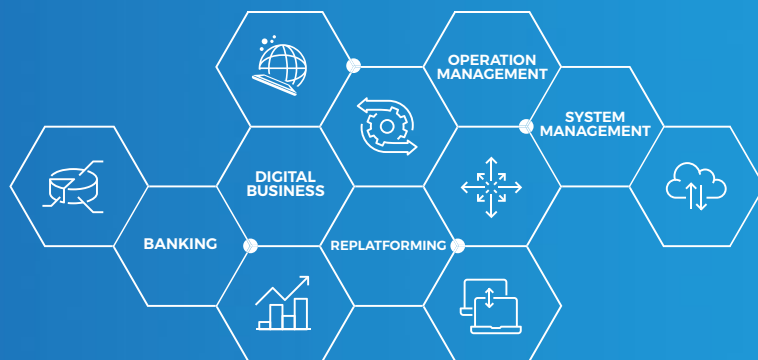 OPERATION
MANAGEMENT
SYSTEM
MANAGEMENT
DIGITAL
BUSINESS
BANKING
REPLATFORMING